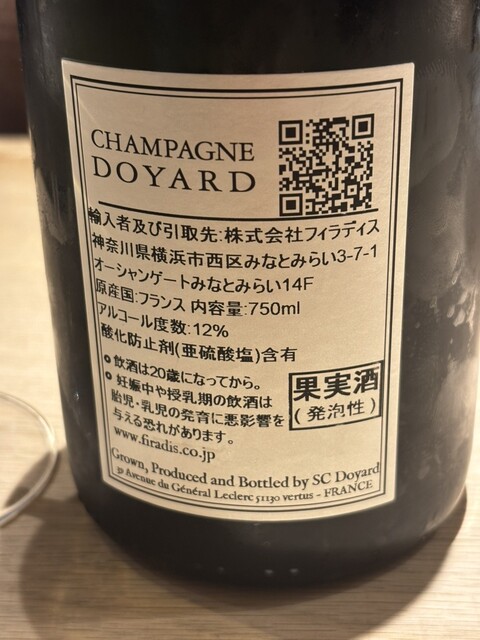 CHAMPAGNE
DOYARD
輸入者及び引取先:株式会社フィラディス
神奈川県横浜市西区みなとみらい3-7-1
オーシャンゲートみなとみらい14F
原産国:フランス 内容量:750ml
アルコール度数:12%
酸化防止剤(亜硫酸塩)含有
飲酒は20歳になってから。
妊娠中や授乳期の飲酒は
胎児・乳児の発育に悪影響を
与える恐れがあります。
www.firadis.co.jp
果実酒
(発泡性)
Grown, Produced and Bottled by SC Doyard
39 Avenue du Général Leclerc 51130 vertus - FRANCE